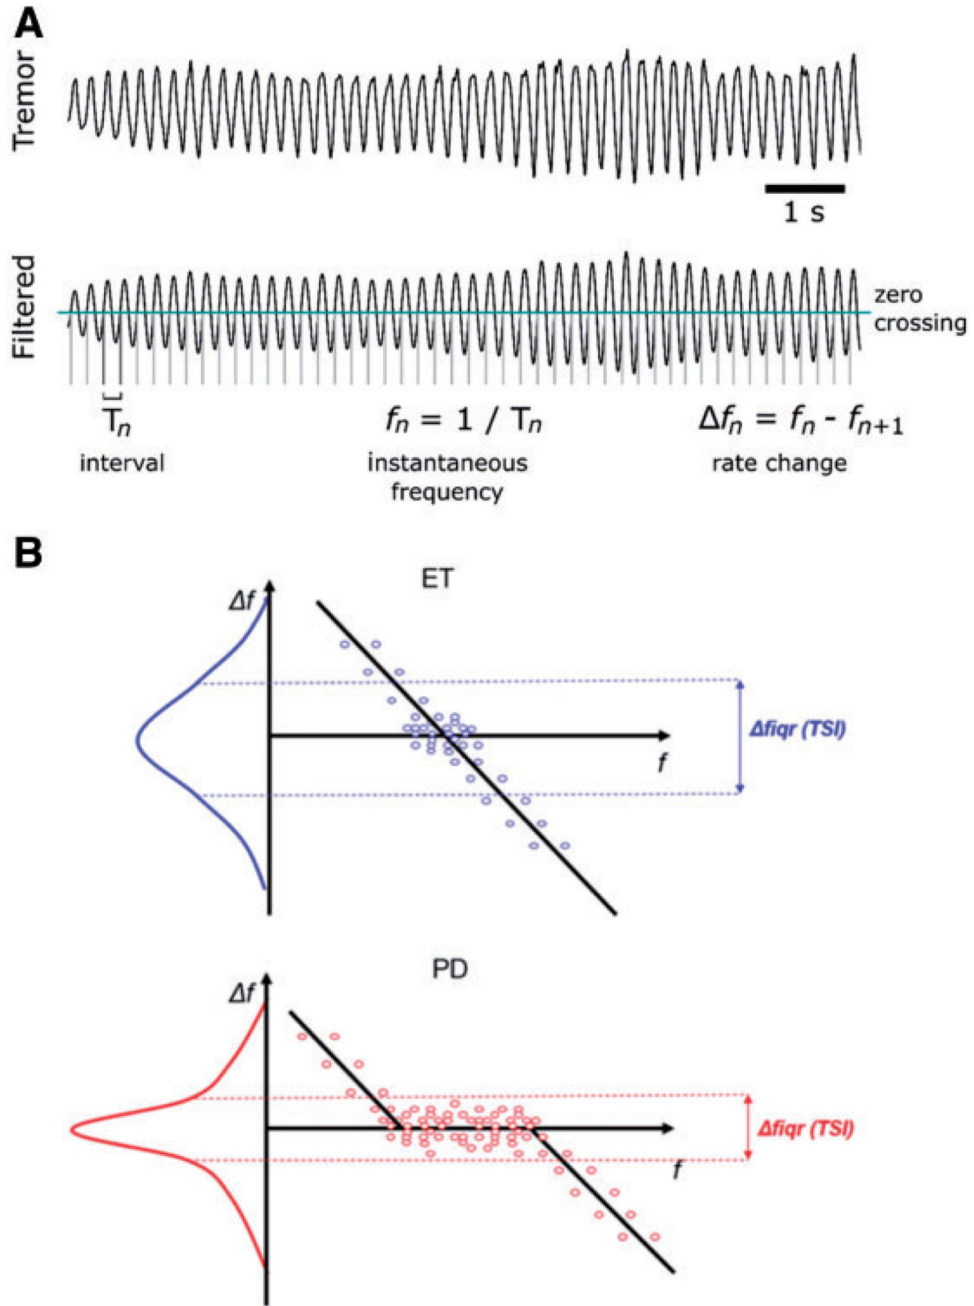 A
Tremor
1 s
Filtered
zero
crossing
Tₙ
interval
fₙ = 1 / Tₙ
instantaneous
frequency
Δfₙ = fₙ - fₙ₊₁
rate change
B
ET
Δf
f
Δfiqr (TSI)
PD
Δf
f
Δfiqr (TSI)